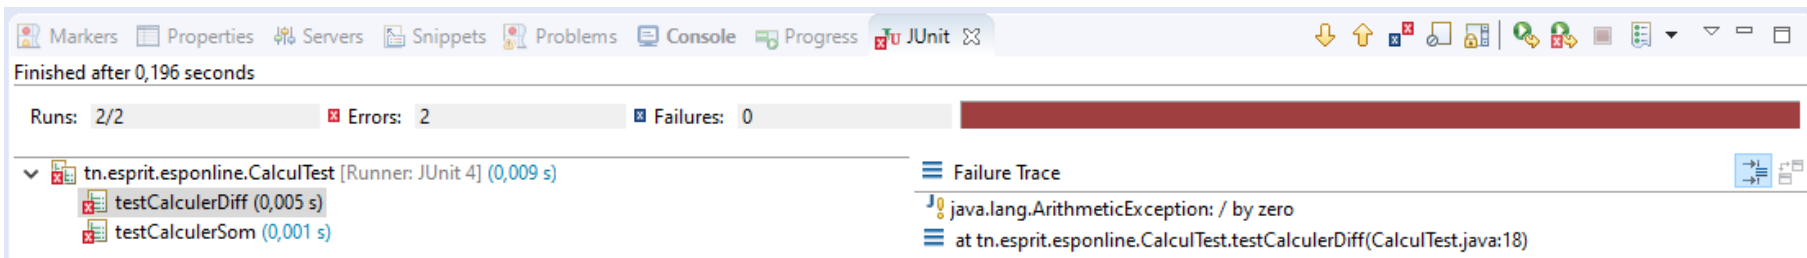 Markers Properties Servers Snippets Problems Console Progress JUnit
Finished after 0,196 seconds
Runs: 2/2 Errors: 2 Failures: 0
tn.esprit.esponline.CalculTest [Runner: JUnit 4] (0,009 s)
testCalculerDiff (0,005 s)
testCalculerSom (0,001 s)
Failure Trace
java.lang.ArithmeticException: / by zero
at tn.esprit.esponline.CalculTest.testCalculerDiff(CalculTest.java:18)